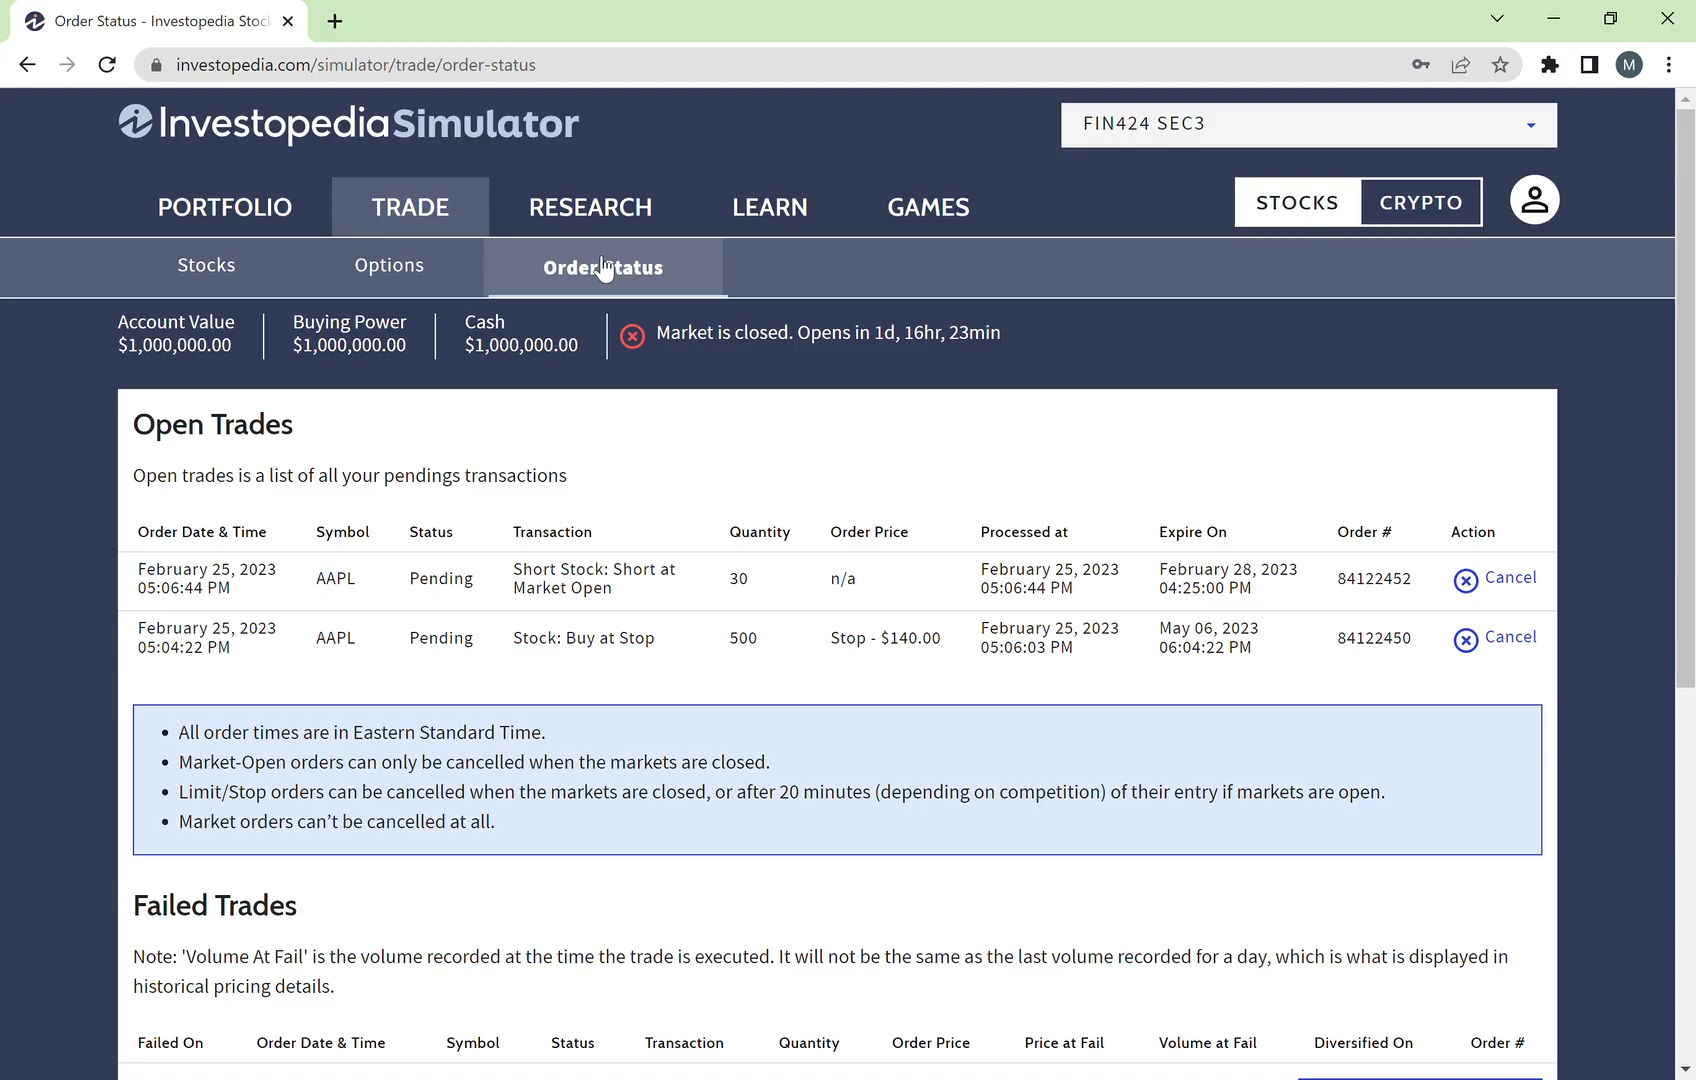 Order Status - Investopedia Stoc
investopedia.com/simulator/trade/order-status
M
InvestopediaSimulator
FIN424 SEC3
PORTFOLIO TRADE RESEARCH LEARN GAMES STOCKS CRYPTO
Stocks Options Order Status
Account Value Buying Power Cash
$1,000,000.00 $1,000,000.00 $1,000,000.00
Market is closed. Opens in 1d, 16hr, 23min
Open Trades
Open trades is a list of all your pendings transactions
Order Date & Time Symbol Status Transaction Quantity Order Price Processed at Expire On Order # Action
February 25, 2023 Short Stock: Short at February 25, 2023 February 28, 2023
AAPL Pending 30 n/a 84122452 Cancel
05:06:44 PM Market Open 05:06:44 PM 04:25:00 PM
February 25, 2023 February 25, 2023 May 06, 2023
AAPL Pending Stock: Buy at Stop 500 Stop - $140.00 84122450 Cancel
05:04:22 PM 05:06:03 PM 06:04:22 PM
• All order times are in Eastern Standard Time.
• Market-Open orders can only be cancelled when the markets are closed.
• Limit/Stop orders can be cancelled when the markets are closed, or after 20 minutes (depending on competition) of their entry if markets are open.
• Market orders can’t be cancelled at all.
Failed Trades
Note: 'Volume At Fail' is the volume recorded at the time the trade is executed. It will not be the same as the last volume recorded for a day, which is what is displayed in
historical pricing details.
Failed On Order Date & Time Symbol Status Transaction Quantity Order Price Price at Fail Volume at Fail Diversified On Order #